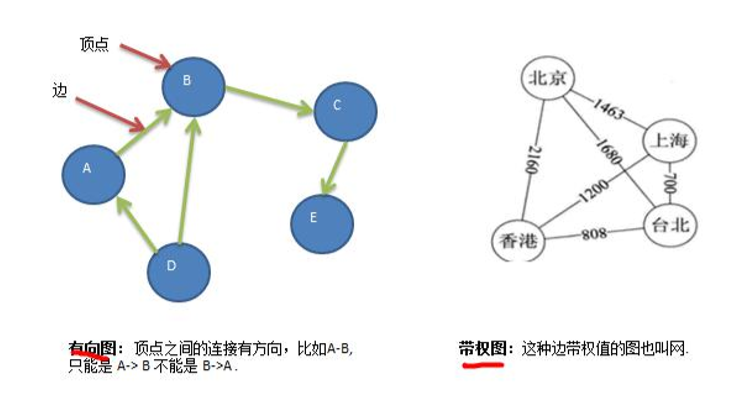 顶点
边
B
C
A
E
D
北京
1463
上海
2160
1680
1200
700
香港
808
台北
有向图：顶点之间的连接有方向，比如A-B,
只能是 A-> B 不能是 B->A .
带权图：这种边带权值的图也叫网.